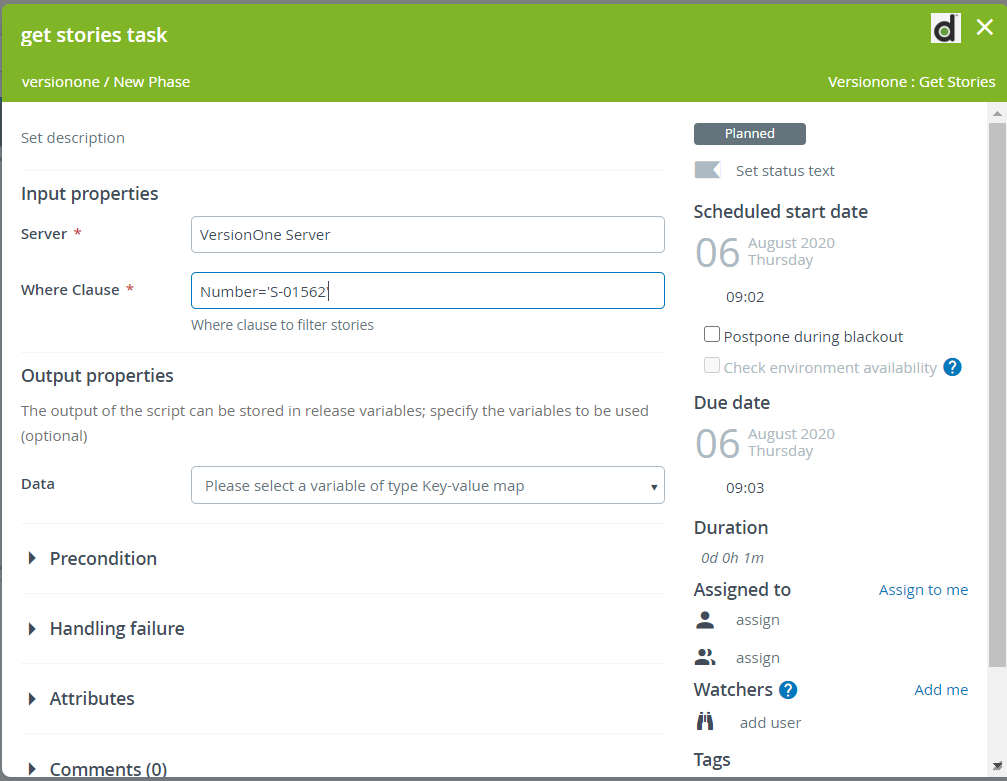 get stories task
d
versionone / New Phase
Versionone : Get Stories
Set description
Input properties
Server *
VersionOne Server
Where Clause *
Number='S-01562'
Where clause to filter stories
Output properties
The output of the script can be stored in release variables; specify the variables to be used
(optional)
Data
Please select a variable of type Key-value map
Precondition
Handling failure
Attributes
Comments (0)
Planned
Set status text
Scheduled start date
06
August 2020
Thursday
09:02
Postpone during blackout
Check environment availability ?
Due date
06
August 2020
Thursday
09:03
Duration
0d 0h 1m
Assigned to
Assign to me
assign
assign
Watchers ?
Add me
add user
Tags